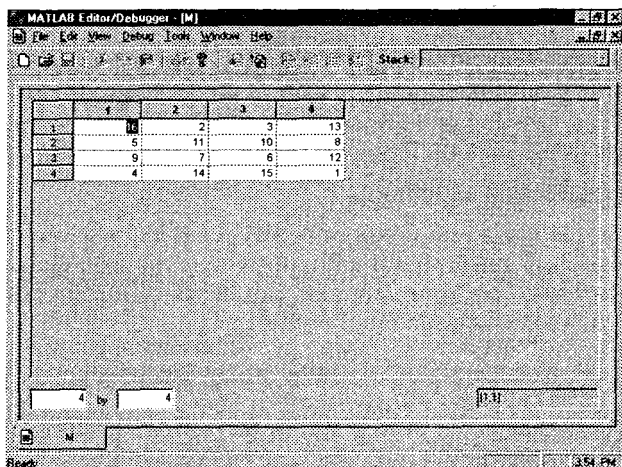 MATLAB Editor/Debugger - [M]
File Edit View Debug Tools Window Help
Stack:
1 2 3 4
1 16 2 3 13
2 5 11 10 8
3 9 7 6 12
4 4 14 15 1
4 by 4 (1,1)
M
Ready 3:54 PM